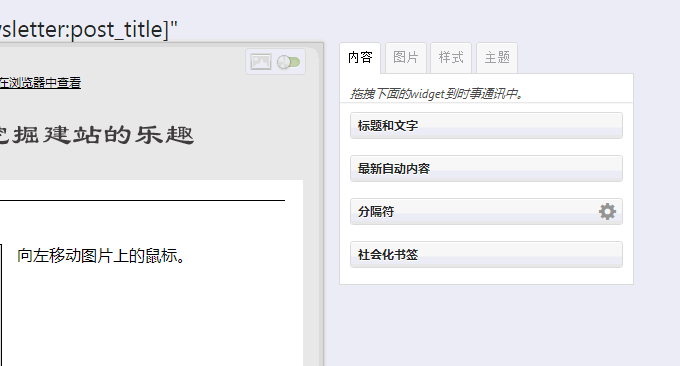 sletter:post_title]"
在浏览器中查看
挖掘建站的乐趣
向左移动图片上的鼠标。
内容 图片 样式 主题
拖拽下面的widget到时事通讯中。
标题和文字
最新自动内容
分隔符
社会化书签